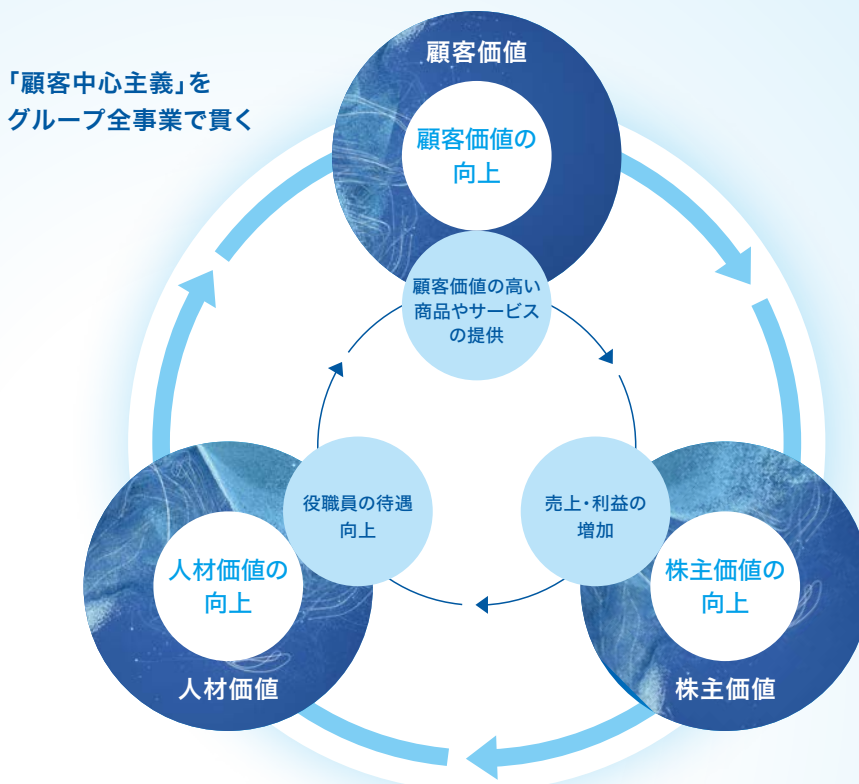 「顧客中心主義」を
グループ全事業で貫く
顧客価値
顧客価値の
向上
顧客価値の高い
商品やサービス
の提供
役職員の待遇
向上
売上・利益の
増加
人材価値の
向上
人材価値
株主価値の
向上
株主価値